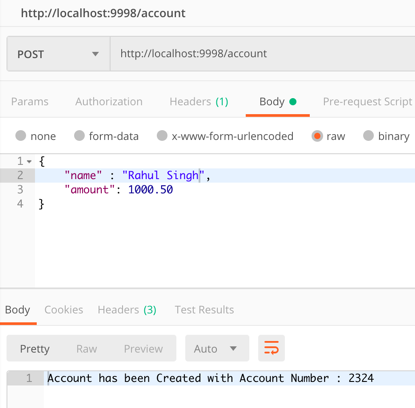 http://localhost:9998/account
POST http://localhost:9998/account
Params Authorization Headers (1) Body Pre-request Script
none form-data x-www-form-urlencoded raw binary
1 {
2 "name" : "Rahul Singh",
3 "amount": 1000.50
4 }
Body Cookies Headers (3) Test Results
Pretty Raw Preview Auto
1 Account has been Created with Account Number : 2324